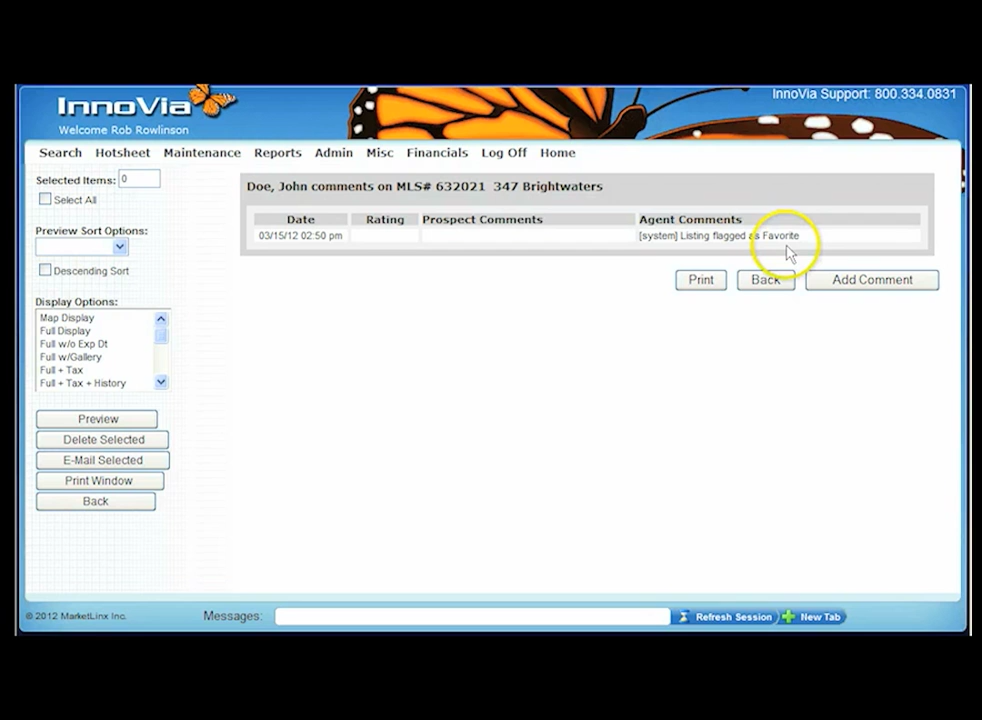 InnoVia
InnoVia Support: 800.334.0831
Welcome Rob Rowlinson
Search Hotsheet Maintenance Reports Admin Misc Financials Log Off Home
Selected Items: 0
Select All
Preview Sort Options:
Descending Sort
Display Options:
Map Display
Full Display
Full w/o Exp Dt
Full w/Gallery
Full + Tax
Full + Tax + History
Preview
Delete Selected
E-Mail Selected
Print Window
Back
Doe, John comments on MLS# 632021 347 Brightwaters
Date Rating Prospect Comments Agent Comments
03/15/12 02:50 pm [system] Listing flagged as Favorite
Print Back Add Comment
© 2012 MarketLinx Inc. Messages: Refresh Session New Tab